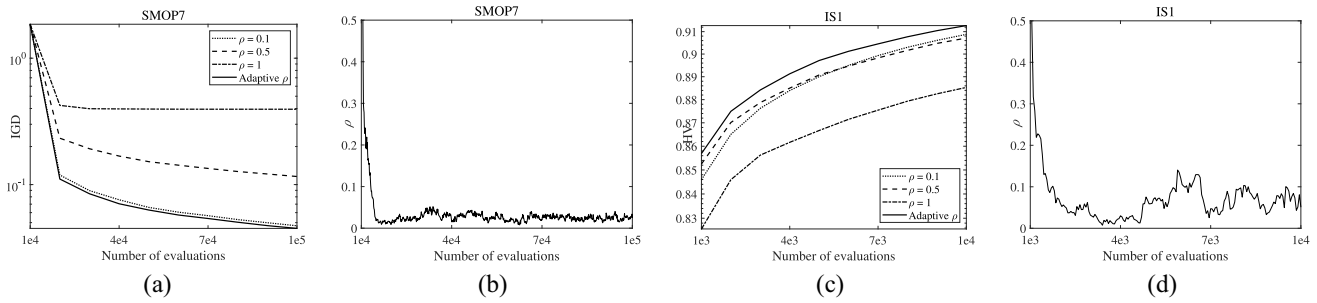 SMOP7
ρ = 0.1
ρ = 0.5
ρ = 1
Adaptive ρ
10^0
10^-1
IGD
1e4 4e4 7e4 1e5
Number of evaluations
(a)
SMOP7
0.5
0.4
0.3
0.2
0.1
0
ρ
1e4 4e4 7e4 1e5
Number of evaluations
(b)
IS1
0.91
0.9
0.89
0.88
0.87
0.86
0.85
0.84
0.83
HV
ρ = 0.1
ρ = 0.5
ρ = 1
Adaptive ρ
1e3 4e3 7e3 1e4
Number of evaluations
(c)
IS1
0.5
0.4
0.3
0.2
0.1
0
ρ
1e3 4e3 7e3 1e4
Number of evaluations
(d)